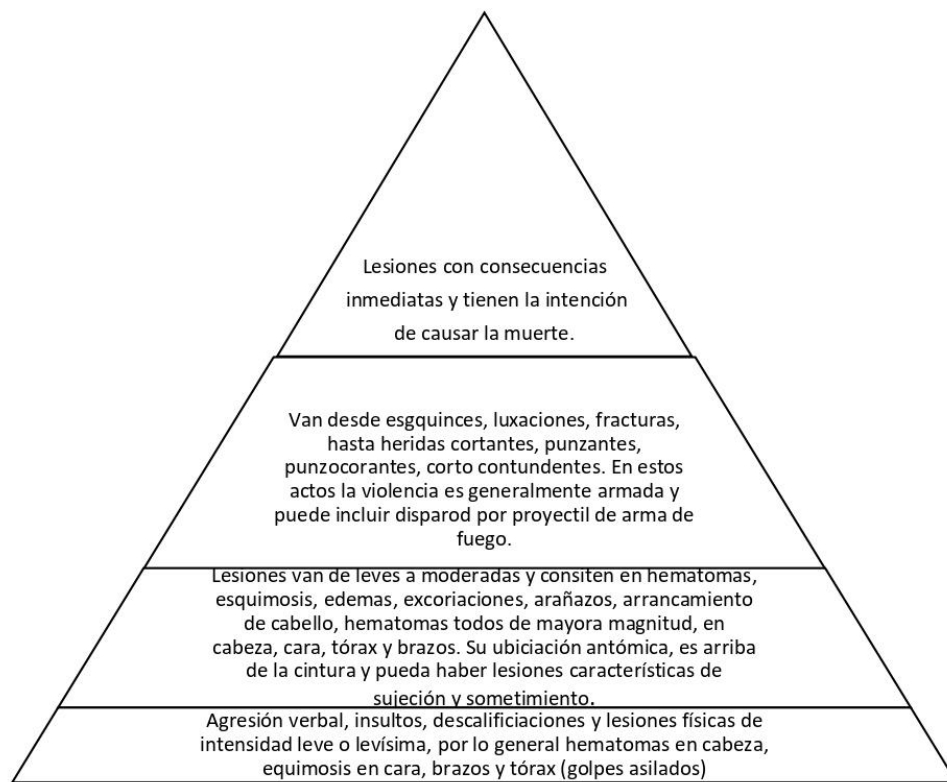 Lesiones con consecuencias
inmediatas y tienen la intención
de causar la muerte.
Van desde esgquinces, luxaciones, fracturas,
hasta heridas cortantes, punzantes,
punzocorantes, corto contundentes. En estos
actos la violencia es generalmente armada y
puede incluir disparod por proyectil de arma de
fuego.
Lesiones van de leves a moderadas y consiten en hematomas,
esquimosis, edemas, excoriaciones, arañazos, arrancamiento
de cabello, hematomas todos de mayora magnitud, en
cabeza, cara, tórax y brazos. Su ubiciación antómica, es arriba
de la cintura y pueda haber lesiones características de
sujeción y sometimiento.
Agresión verbal, insultos, descalificiaciones y lesiones físicas de
intensidad leve o levísima, por lo general hematomas en cabeza,
equimosis en cara, brazos y tórax (golpes asilados)